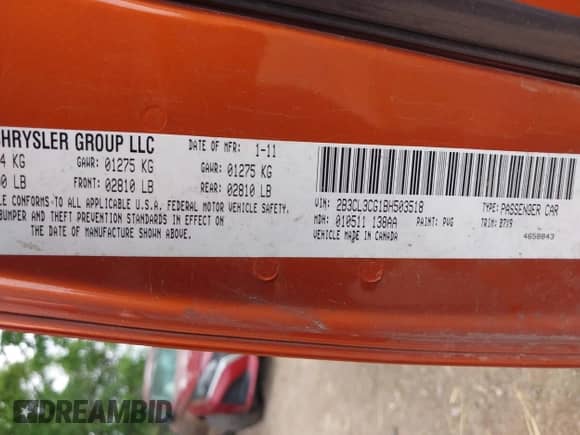 HRYSLER GROUP LLC DATE OF MFR: 1-11
4 KG GAWR: 01275 KG GAWR: 01275 KG
0 LB FRONT: 02810 LB REAR: 02810 LB
LE CONFORMS TO ALL APPLICABLE U.S.A. FEDERAL MOTOR VEHICLE SAFETY,
BUMPER AND THEFT PREVENTION STANDARDS IN EFFECT ON
THE DATE OF MANUFACTURE SHOWN ABOVE.
VIN: 2B3CL3CG1BH503518 TYPE: PASSENGER CAR
MDH: 010511 138AA PAINT: PVG TRIM: BTX9
VEHICLE MADE IN CANADA 4658043
DREAMBID